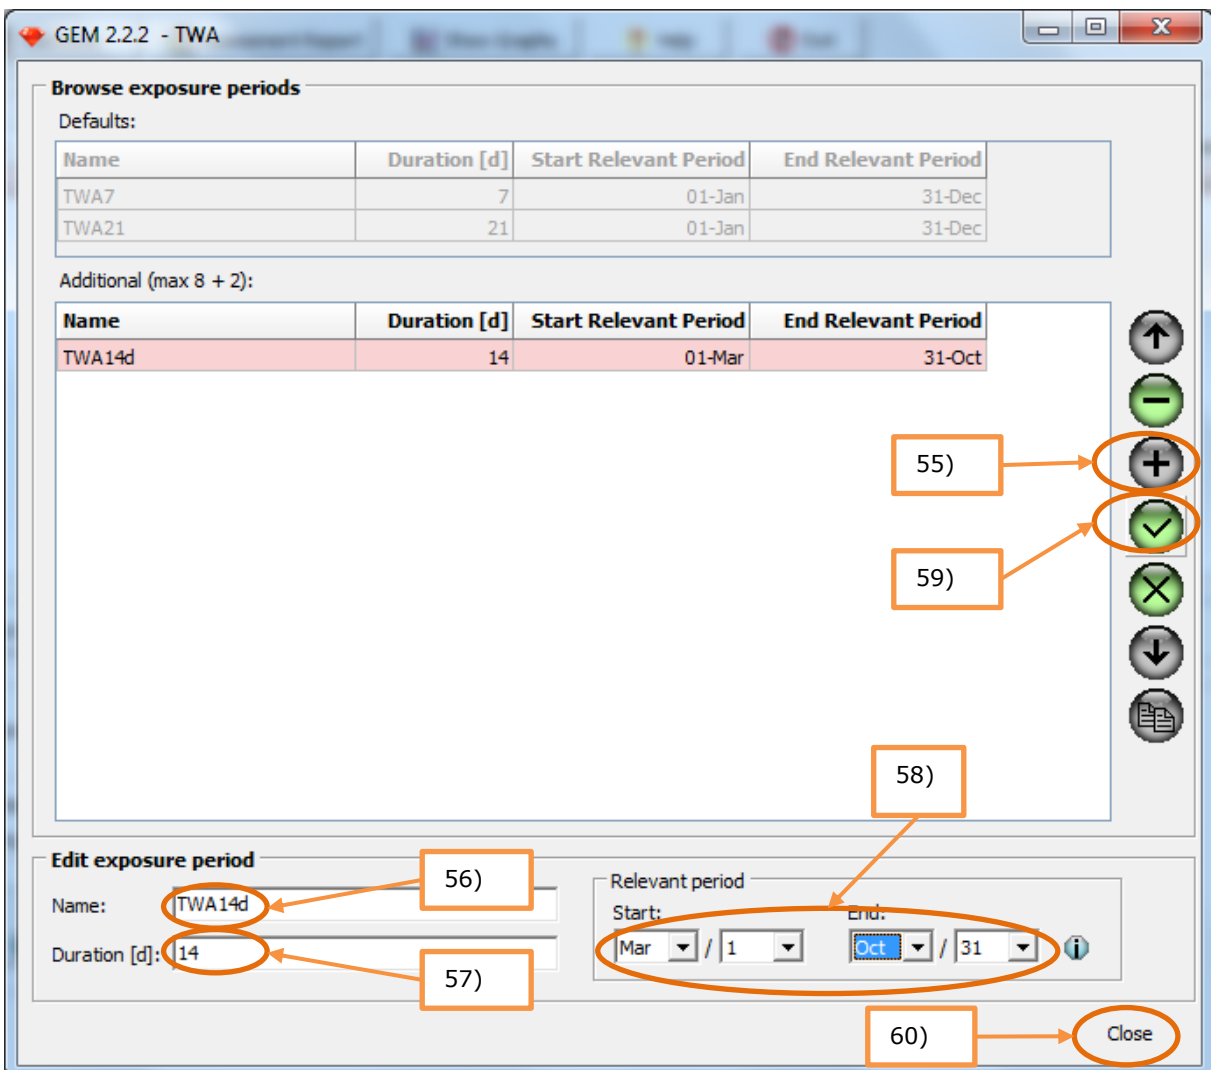 GEM 2.2.2 - TWA
Browse exposure periods
Defaults:
Name Duration [d] Start Relevant Period End Relevant Period
TWA7 7 01-Jan 31-Dec
TWA21 21 01-Jan 31-Dec
Additional (max 8 + 2):
Name Duration [d] Start Relevant Period End Relevant Period
TWA14d 14 01-Mar 31-Oct
55)
59)
58)
Edit exposure period
56)
Name: TWA14d
Duration [d]: 14
57)
Relevant period
Start: End:
Mar / 1 Oct / 31
60)
Close